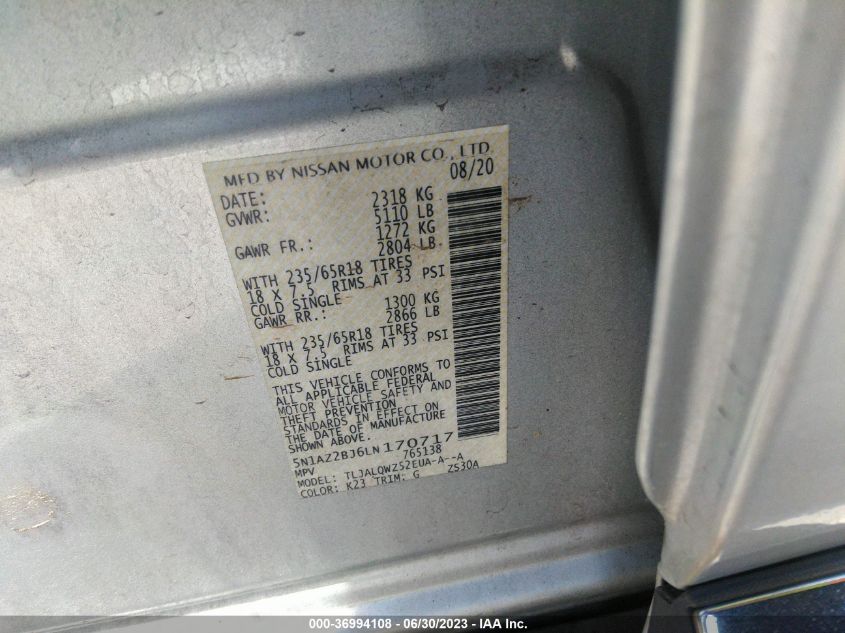 MFD BY NISSAN MOTOR CO., LTD.
DATE: 08/20
GVWR: 2318 KG
5110 LB
GAWR FR.: 1272 KG
2804 LB
WITH 235/65R18 TIRES
18 X 7.5 RIMS AT 33 PSI
COLD SINGLE
GAWR RR.: 1300 KG
2866 LB
WITH 235/65R18 TIRES
18 X 7.5 RIMS AT 33 PSI
COLD SINGLE
THIS VEHICLE CONFORMS TO
ALL APPLICABLE FEDERAL
MOTOR VEHICLE SAFETY AND
THEFT PREVENTION
STANDARDS IN EFFECT ON
THE DATE OF MANUFACTURE
SHOWN ABOVE.
5N1AZ2BJ6LN170717
MPV 765138
MODEL: TLJALQWZ52EUA-A--A
COLOR: K23 TRIM: G ZS30A
000-36994108 - 06/30/2023 - IAA Inc.